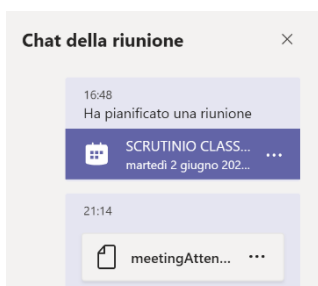 Chat della riunione
16:48
Ha pianificato una riunione
SCRUTINIO CLASS...
martedì 2 giugno 202...
21:14
meetingAtten...